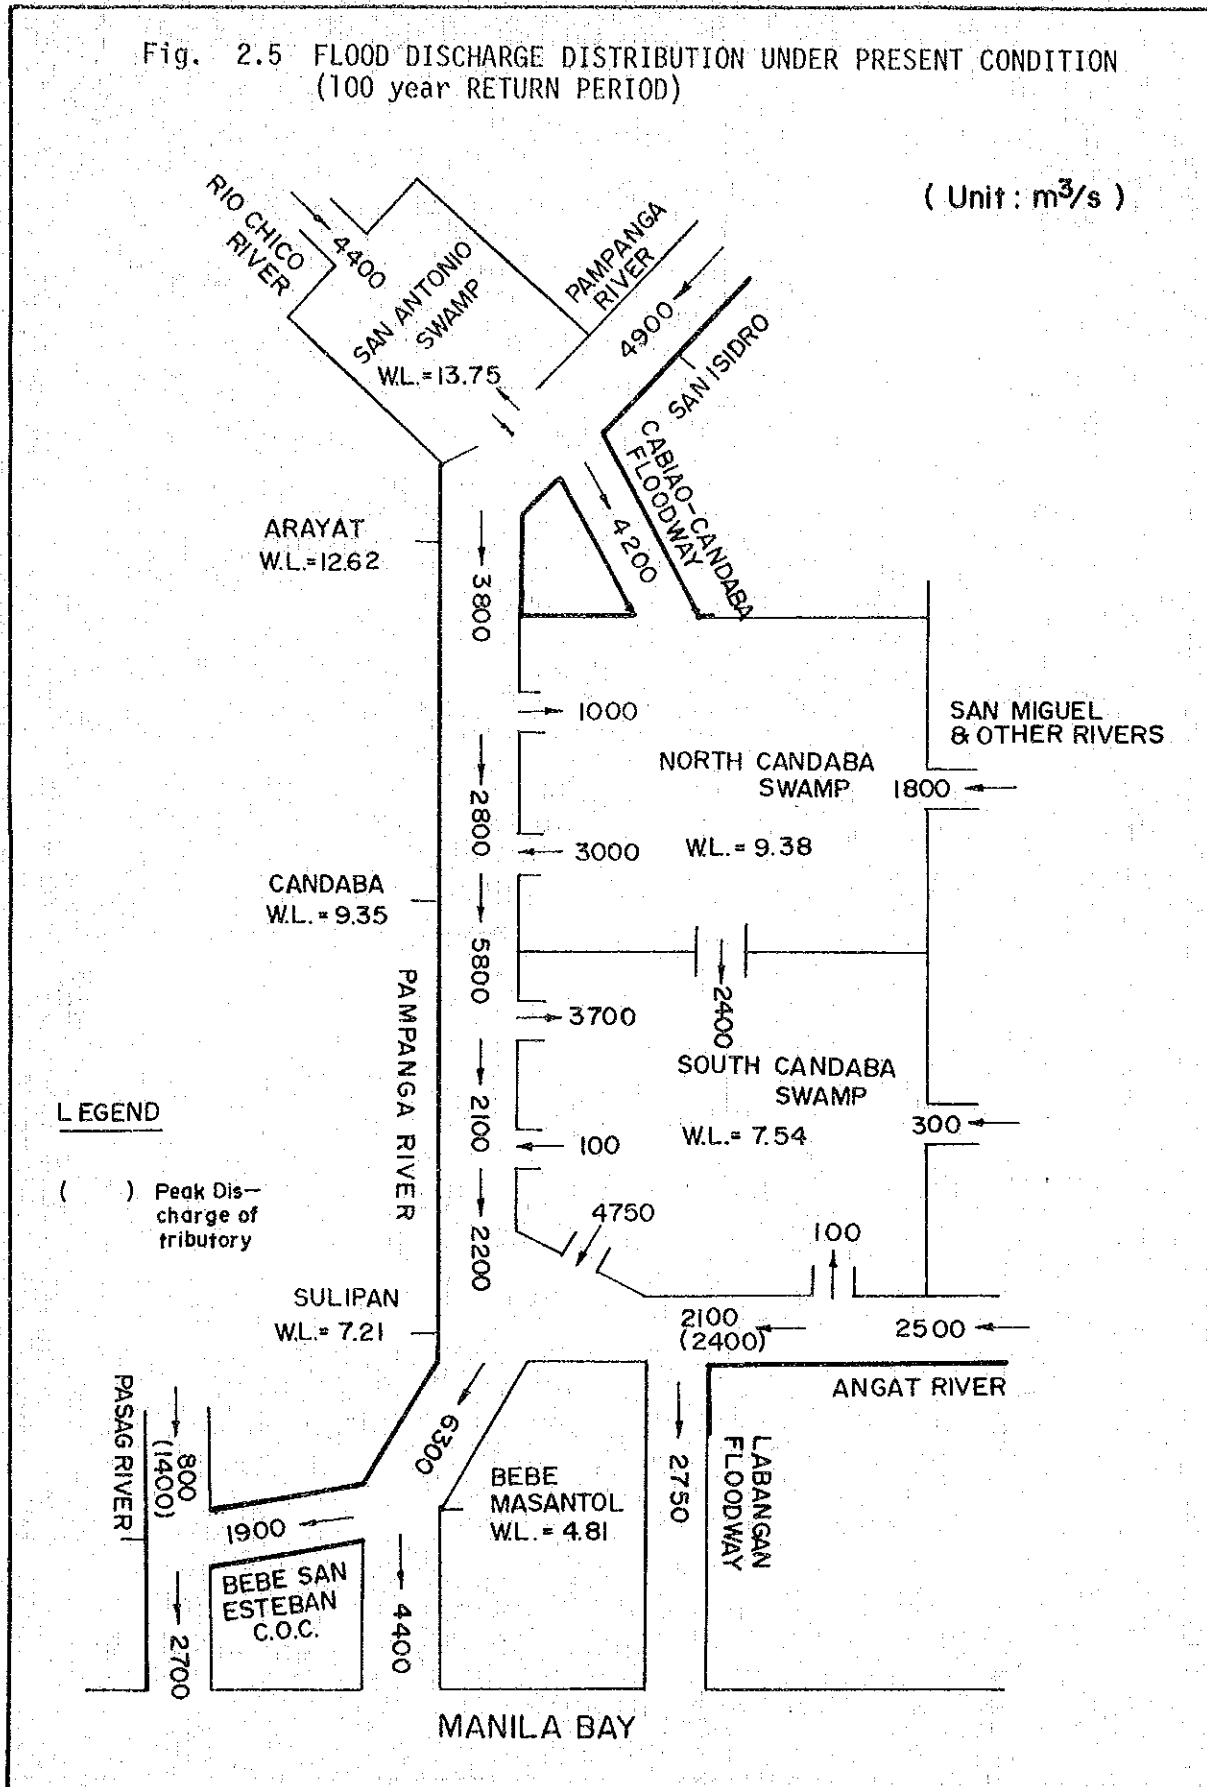 Fig. 2.5 FLOOD DISCHARGE DISTRIBUTION UNDER PRESENT CONDITION
(100 year RETURN PERIOD)
( Unit : m³/s )
RIO CHICO
RIVER
4400
SAN ANTONIO
SWAMP
W.L.=13.75
PAMPANGA
RIVER
4900
SAN ISIDRO
CABIAO-CANDABA
FLOODWAY
4200
ARAYAT
W.L.=12.62
3800
1000
SAN MIGUEL
& OTHER RIVERS
NORTH CANDABA
SWAMP
1800
2800
3000
W.L. = 9.38
CANDABA
W.L. = 9.35
5800
2400
3700
PAMPANGA RIVER
SOUTH CANDABA
SWAMP
LEGEND
2100
100
W.L.= 7.54
300
( ) Peak Dis-
charge of
tributory
2200
4750
100
SULIPAN
W.L.= 7.21
2100
(2400)
2500
ANGAT RIVER
PASAG RIVER
800
(1400)
6300
BEBE
MASANTOL
W.L. = 4.81
2750
LABANGAN
FLOODWAY
1900
BEBE SAN
ESTEBAN
C.O.C.
2700
4400
MANILA BAY